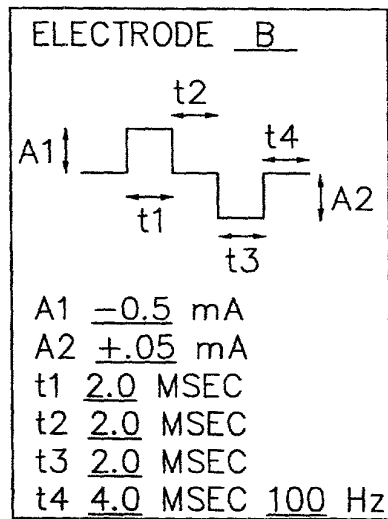 ELECTRODE B
t2
t4
A1
A2
t1
t3
A1 -0.5 mA
A2 +.05 mA
t1 2.0 MSEC
t2 2.0 MSEC
t3 2.0 MSEC
t4 4.0 MSEC 100 Hz